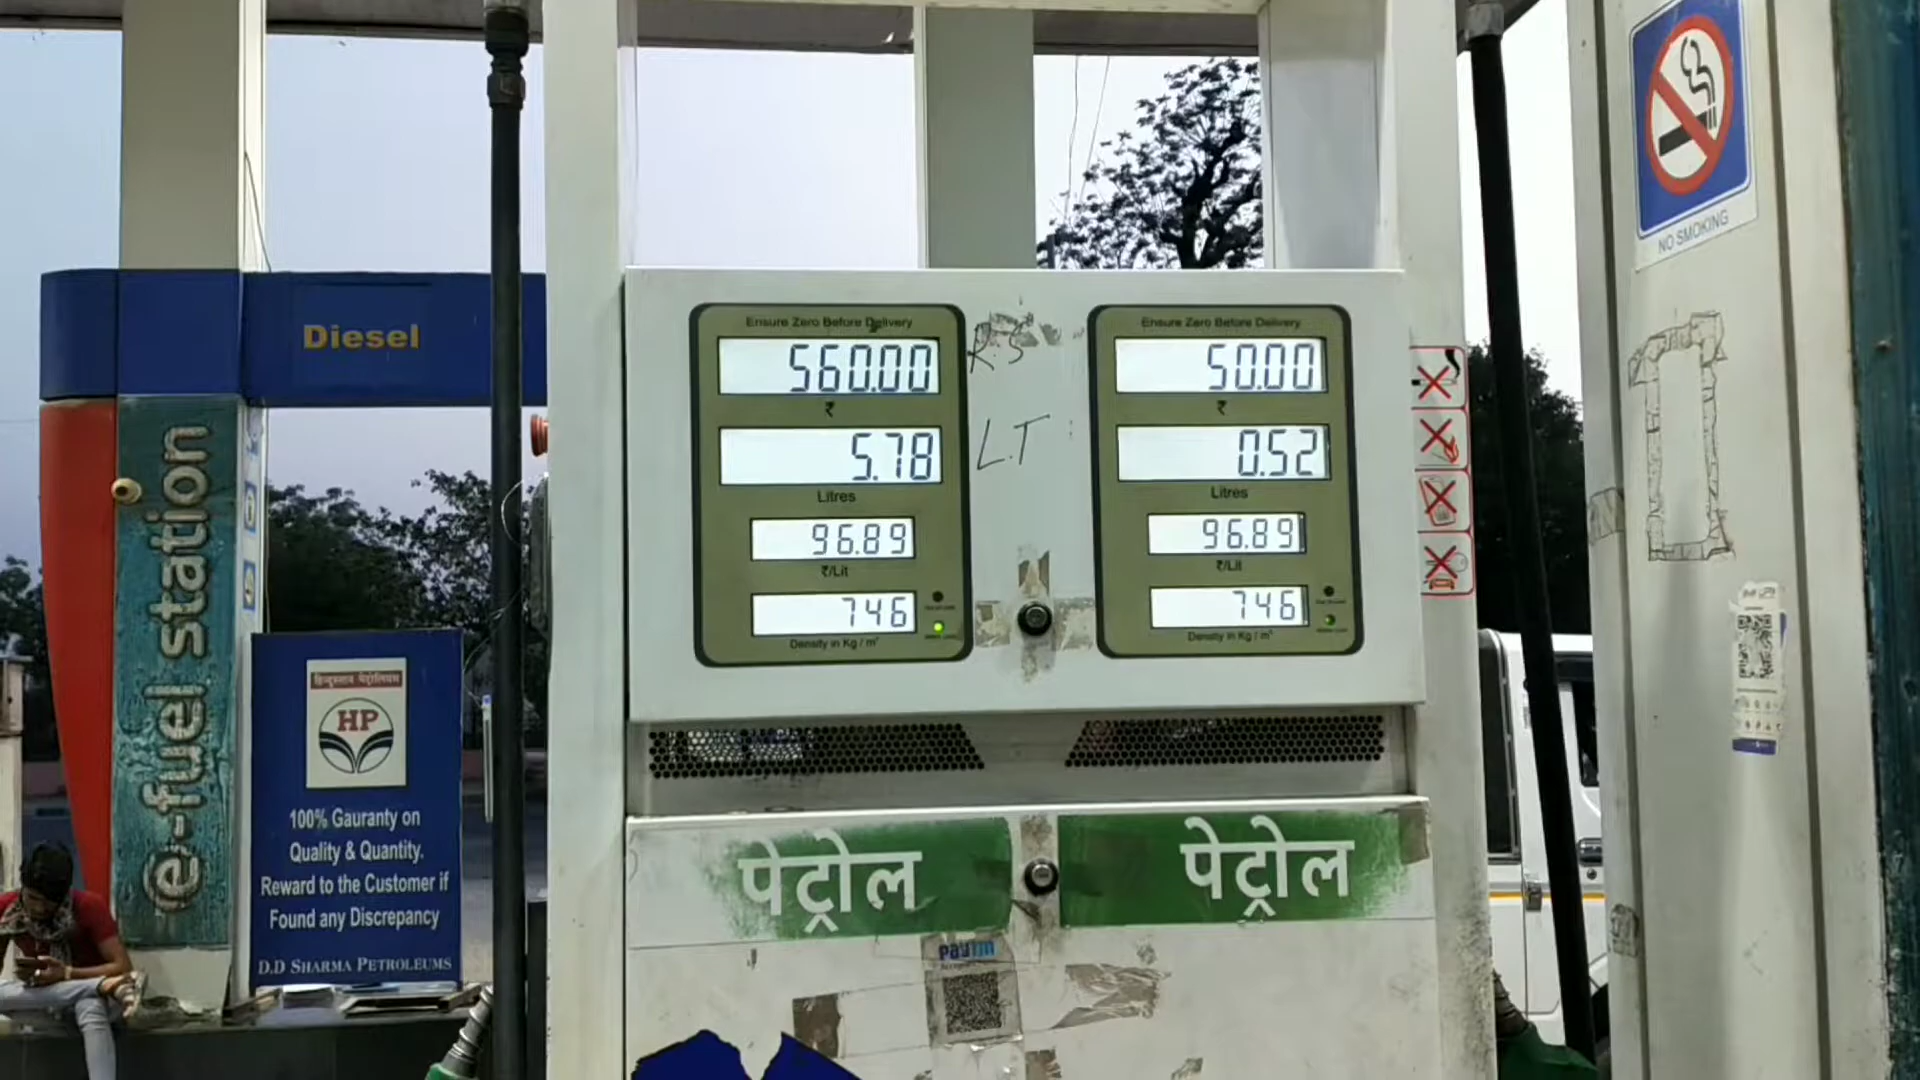 Diesel
e-fuel station
हिन्दुस्तान पेट्रोलियम
HP
100% Gauranty on
Quality & Quantity.
Reward to the Customer if
Found any Discrepancy
D.D SHARMA PETROLEUMS
Ensure Zero Before Delivery
560.00
₹
5.78
Litres
96.89
₹/Lit
746
Density in Kg / m³
R.S
L.T
Ensure Zero Before Delivery
50.00
₹
0.52
Litres
96.89
₹/Lit
746
Density in Kg / m³
पेट्रोल
पेट्रोल
paytm
NO SMOKING